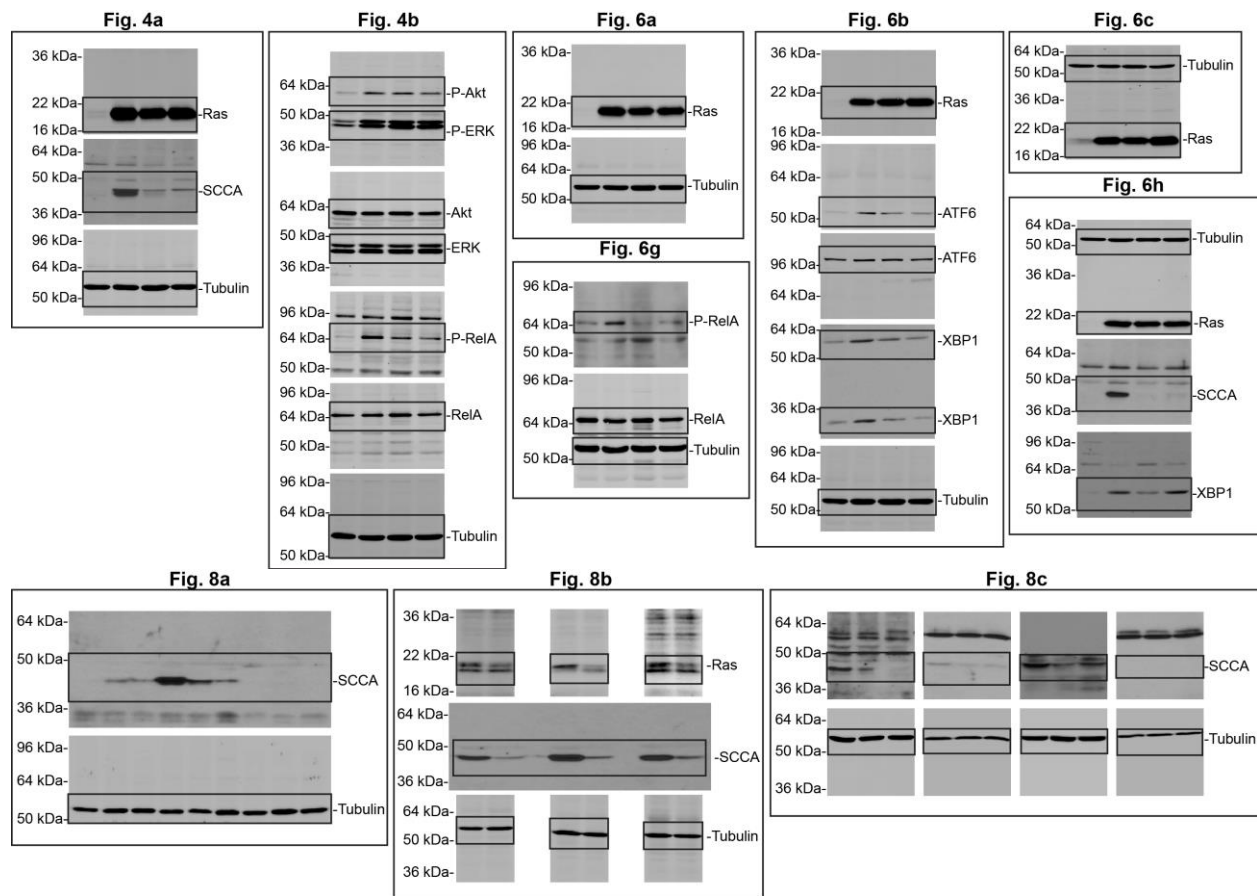 Fig. 4a
36 kDa-
22 kDa-
-Ras
16 kDa-
64 kDa-
50 kDa-
-SCCA
36 kDa-
96 kDa-
64 kDa-
-Tubulin
50 kDa-
Fig. 4b
64 kDa-
-P-Akt
50 kDa-
-P-ERK
36 kDa-
64 kDa-
-Akt
50 kDa-
-ERK
36 kDa-
96 kDa-
64 kDa-
-P-RelA
50 kDa-
96 kDa-
64 kDa-
-RelA
50 kDa-
96 kDa-
64 kDa-
-Tubulin
50 kDa-
Fig. 6a
36 kDa-
22 kDa-
-Ras
16 kDa-
96 kDa-
64 kDa-
-Tubulin
50 kDa-
Fig. 6g
96 kDa-
64 kDa-
-P-RelA
50 kDa-
96 kDa-
64 kDa-
-RelA
-Tubulin
50 kDa-
Fig. 6b
36 kDa-
22 kDa-
-Ras
16 kDa-
96 kDa-
64 kDa-
50 kDa-
-ATF6
96 kDa-
-ATF6
64 kDa-
64 kDa-
-XBP1
50 kDa-
36 kDa-
-XBP1
96 kDa-
64 kDa-
-Tubulin
50 kDa-
Fig. 6c
64 kDa-
-Tubulin
50 kDa-
36 kDa-
22 kDa-
-Ras
16 kDa-
Fig. 6h
64 kDa-
-Tubulin
50 kDa-
36 kDa-
22 kDa-
-Ras
64 kDa-
50 kDa-
-SCCA
36 kDa-
96 kDa-
64 kDa-
-XBP1
50 kDa-
Fig. 8a
64 kDa-
50 kDa-
-SCCA
36 kDa-
96 kDa-
64 kDa-
-Tubulin
50 kDa-
Fig. 8b
36 kDa-
22 kDa-
-Ras
16 kDa-
64 kDa-
50 kDa-
-SCCA
36 kDa-
64 kDa-
-Tubulin
50 kDa-
36 kDa-
Fig. 8c
64 kDa-
50 kDa-
-SCCA
36 kDa-
64 kDa-
-Tubulin
50 kDa-
36 kDa-